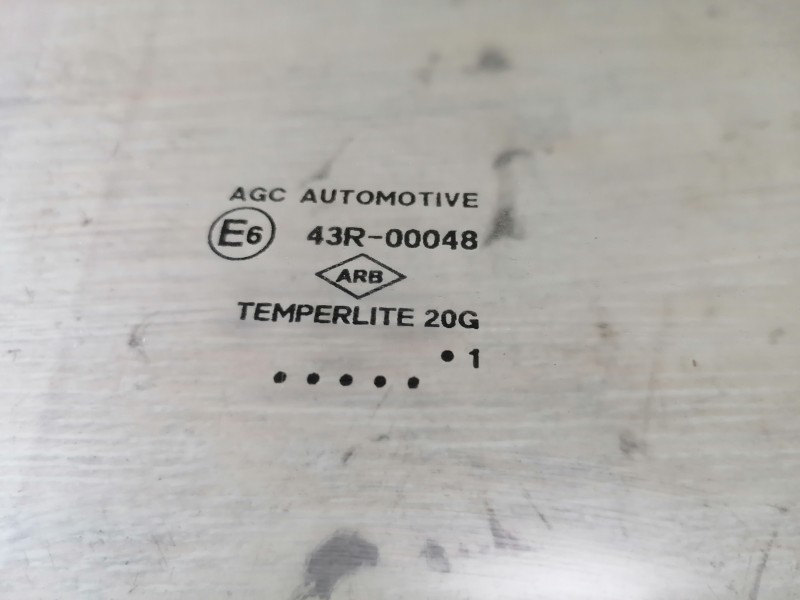 AGC AUTOMOTIVE
E6 43R-00048
ARB
TEMPERLITE 20G
•1
•••••